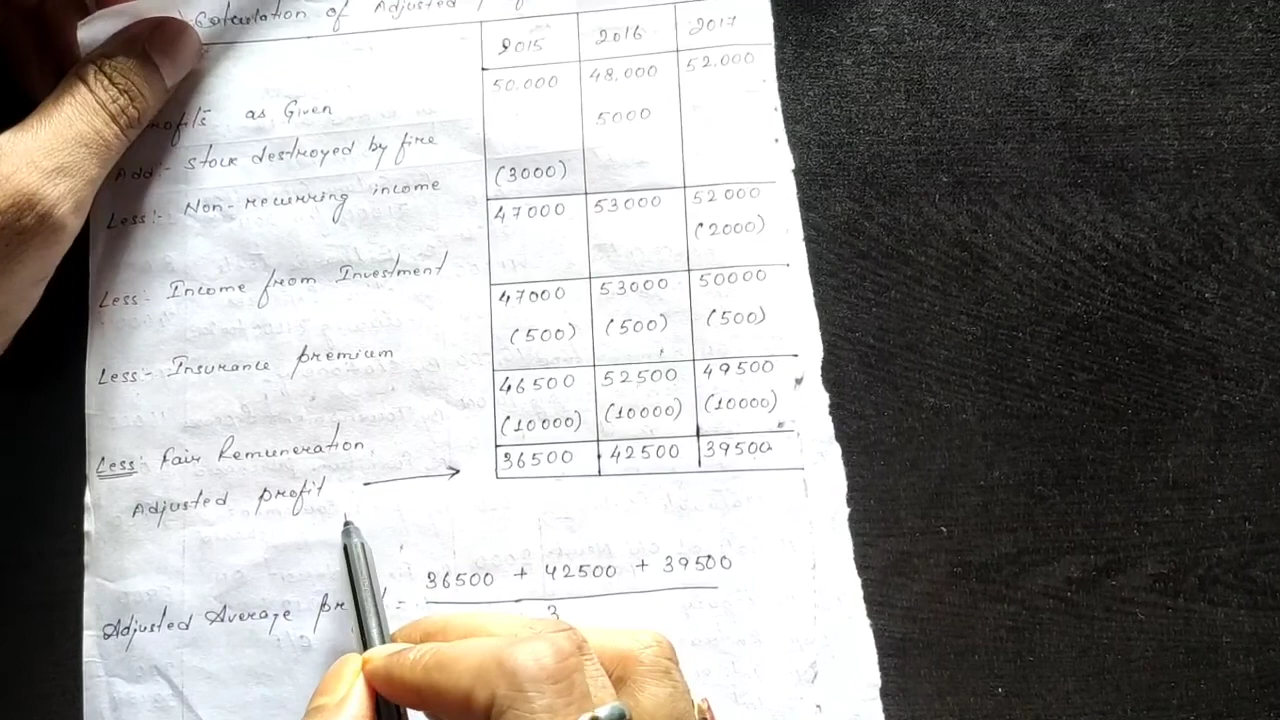 Calculation of Adjusted
2015 2016 2017
Profits as Given 50.000 48.000 52.000
Add:- Stock destroyed by fire 5000
Less:- Non-recurring income (3000)
47000 53000 52000
Less:- Income from Investment (2000)
47000 53000 50000
Less:- Insurance premium (500) (500) (500)
46500 52500 49500
Less: Fair Remuneration (10000) (10000) (10000)
Adjusted profit → 36500 42500 39500
36500 + 42500 + 39500
Adjusted Average =
3